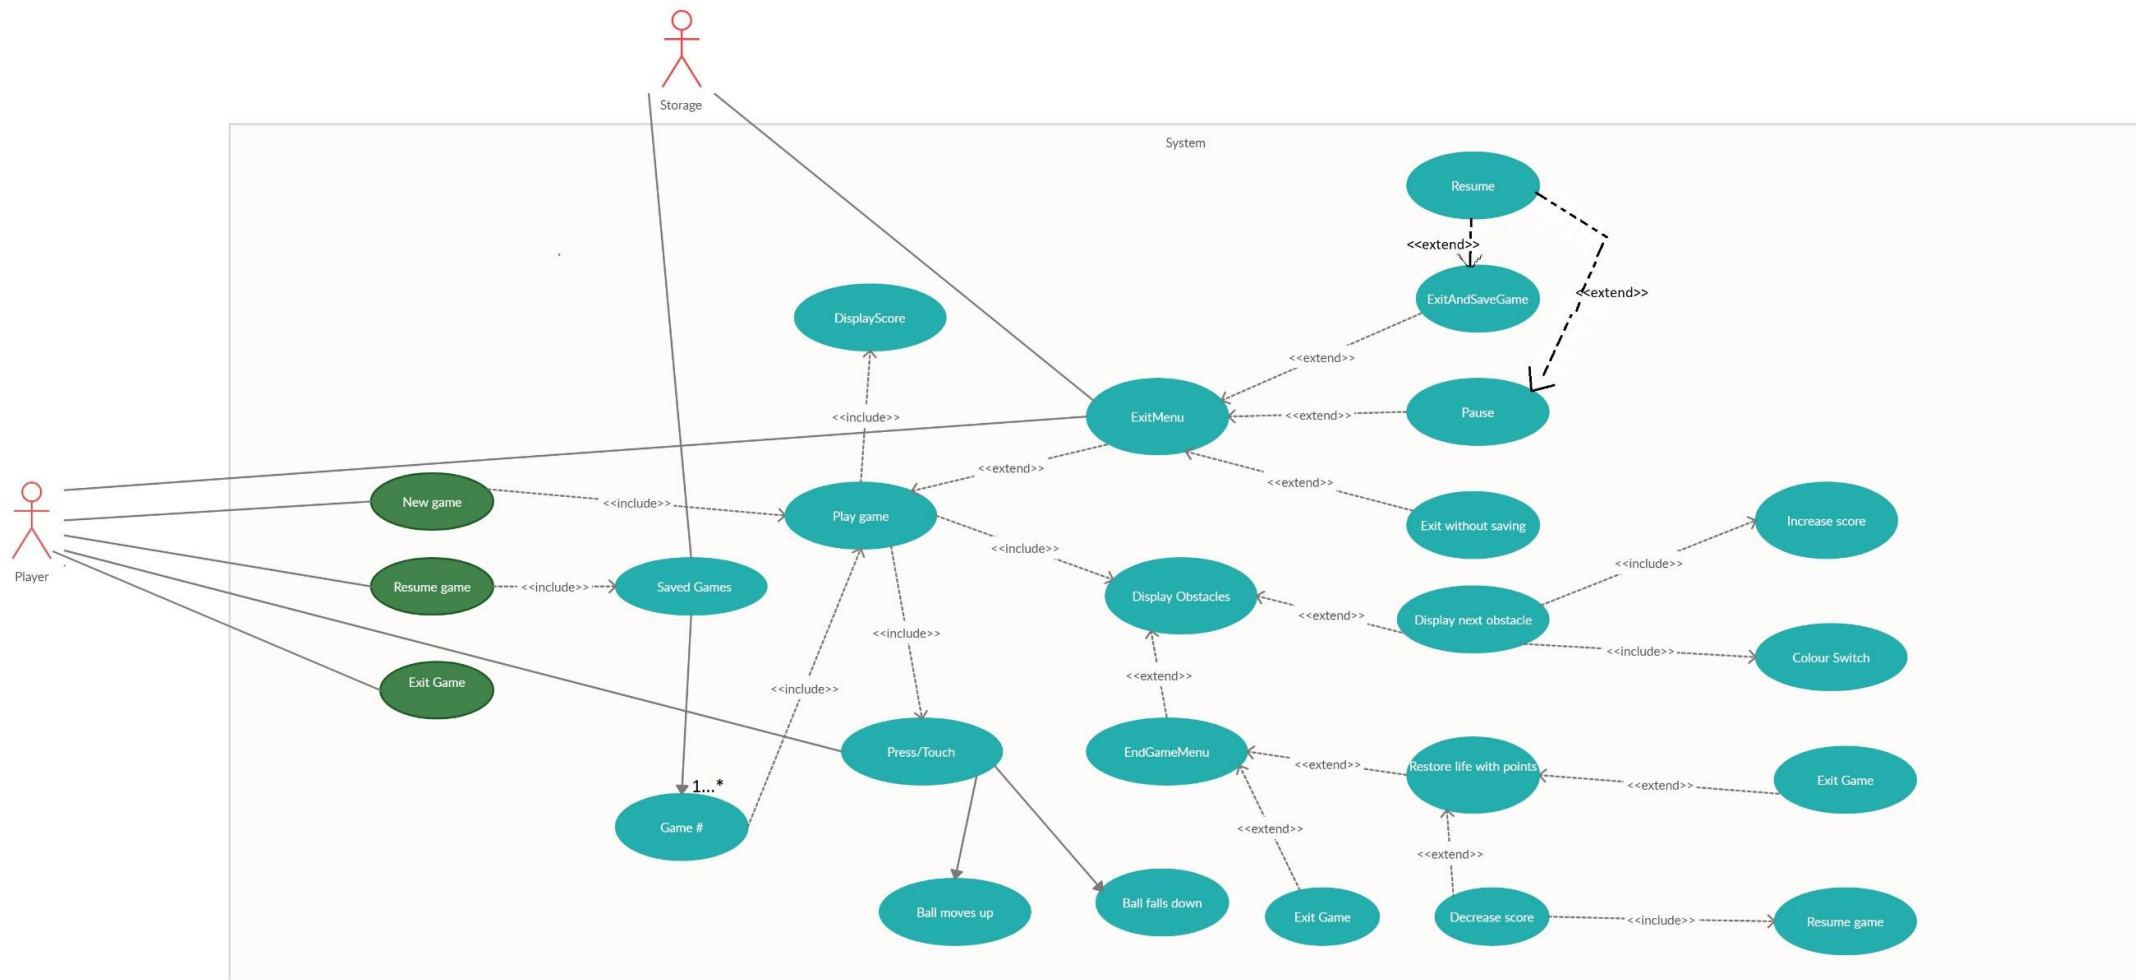 Storage
System
Resume
<<extend>>
<<extend>>
ExitAndSaveGame
DisplayScore
<<extend>>
<<include>>
ExitMenu
<<extend>>
Pause
<<extend>>
<<extend>>
Player
New game
<<include>>
Play game
Exit without saving
Increase score
<<include>>
<<include>>
Resume game
<<include>>
Saved Games
Display Obstacles
<<extend>>
Display next obstacle
<<include>>
<<include>>
Colour Switch
Exit Game
<<include>>
<<extend>>
Press/Touch
EndGameMenu
<<extend>>
Restore life with points
<<extend>>
Exit Game
1...*
Game #
<<extend>>
<<extend>>
Ball moves up
Ball falls down
Exit Game
Decrease score
<<include>>
Resume game